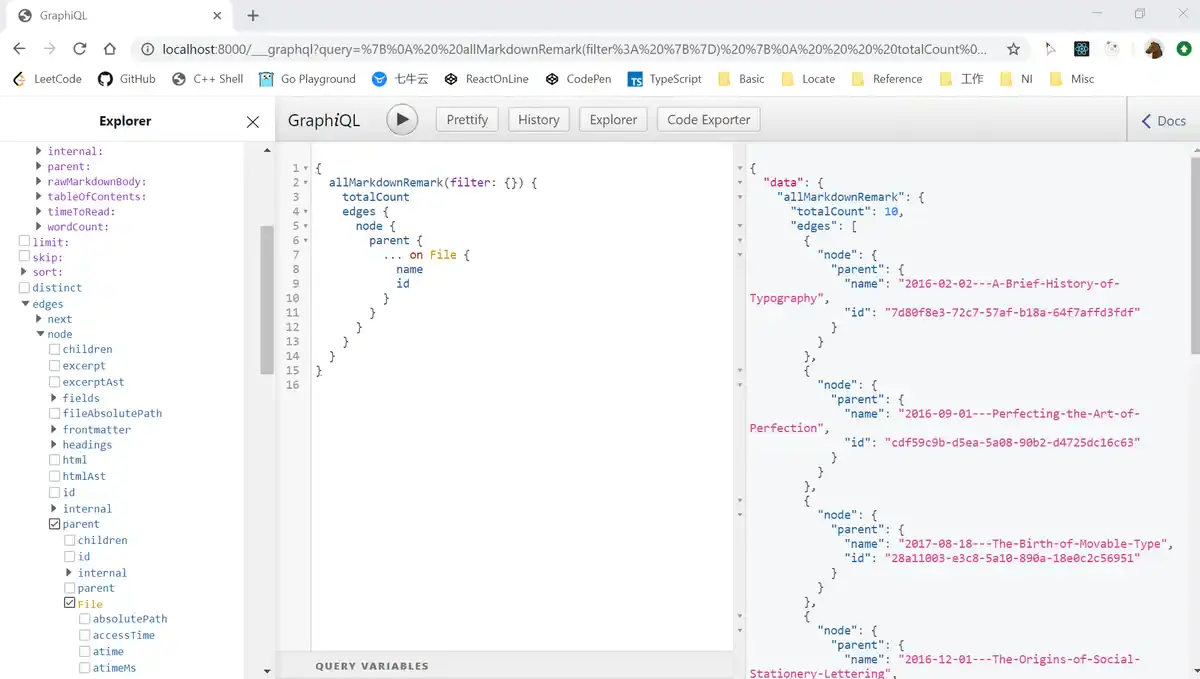 GraphiQL
localhost:8000/___graphql?query=%7B%0A%20%20allMarkdownRemark(filter%3A%20%7B%7D)%20%7B%0A%20%20%20%20totalCount%0...
LeetCode GitHub C++ Shell Go Playground 七牛云 ReactOnLine CodePen TypeScript Basic Locate Reference 工作 NI Misc
Explorer
internal:
parent:
rawMarkdownBody:
tableOfContents:
timeToRead:
wordCount:
limit:
skip:
sort:
distinct
edges
next
node
children
excerpt
excerptAst
fields
fileAbsolutePath
frontmatter
headings
html
htmlAst
id
internal
parent
children
id
internal
parent
File
absolutePath
accessTime
atime
atimeMs
GraphiQL Prettify History Explorer Code Exporter Docs
1 {
2 allMarkdownRemark(filter: {}) {
3 totalCount
4 edges {
5 node {
6 parent {
7 ... on File {
8 name
9 id
10 }
11 }
12 }
13 }
14 }
15 }
16
QUERY VARIABLES
{
"data": {
"allMarkdownRemark": {
"totalCount": 10,
"edges": [
{
"node": {
"parent": {
"name": "2016-02-02---A-Brief-History-of-
Typography",
"id": "7d80f8e3-72c7-57af-b18a-64f7affd3fdf"
}
}
},
{
"node": {
"parent": {
"name": "2016-09-01---Perfecting-the-Art-of-
Perfection",
"id": "cdf59c9b-d5ea-5a08-90b2-d4725dc16c63"
}
}
},
{
"node": {
"parent": {
"name": "2017-08-18---The-Birth-of-Movable-Type",
"id": "28a11003-e3c8-5a10-890a-18e0c2c56951"
}
}
},
{
"node": {
"parent": {
"name": "2016-12-01---The-Origins-of-Social-
Stationery-Lettering",